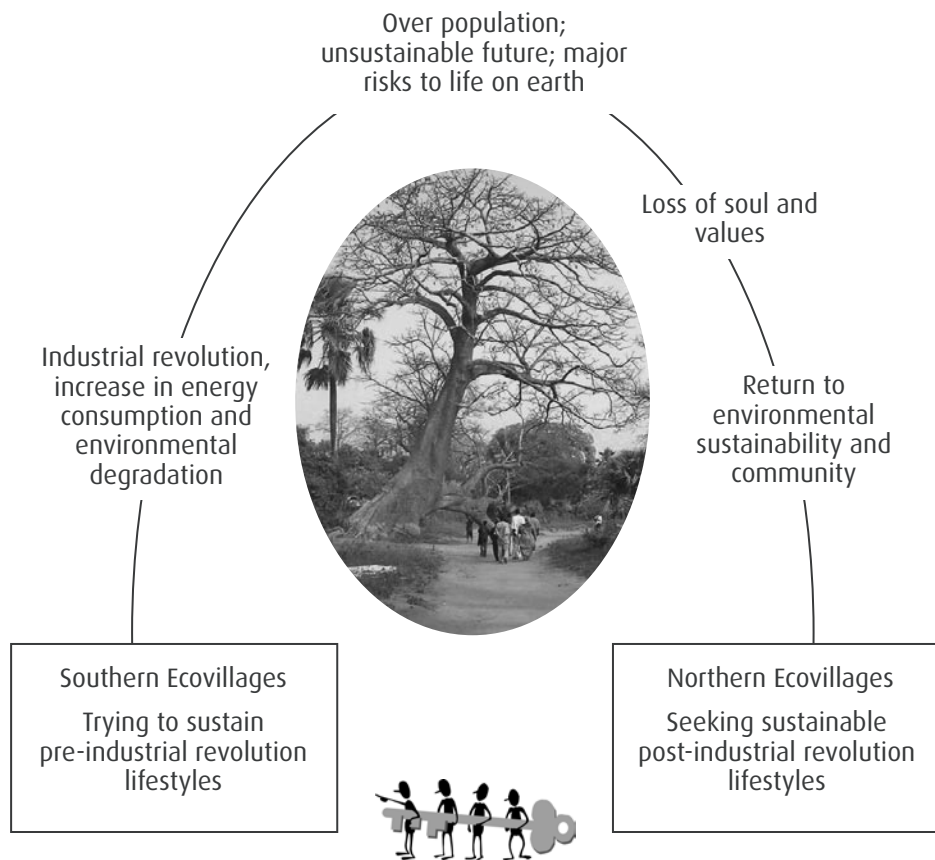 Over population;
unsustainable future; major
risks to life on earth
Loss of soul and
values
Industrial revolution,
increase in energy
consumption and
environmental
degradation
Return to
environmental
sustainability and
community
Southern Ecovillages
Trying to sustain
pre-industrial revolution
lifestyles
Northern Ecovillages
Seeking sustainable
post-industrial revolution
lifestyles